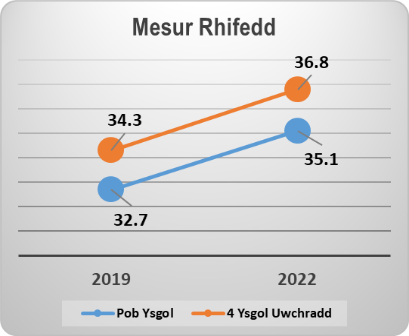 Mesur Rhifedd
36.8
34.3
35.1
32.7
2019 2022
Pob Ysgol 4 Ysgol Uwchradd